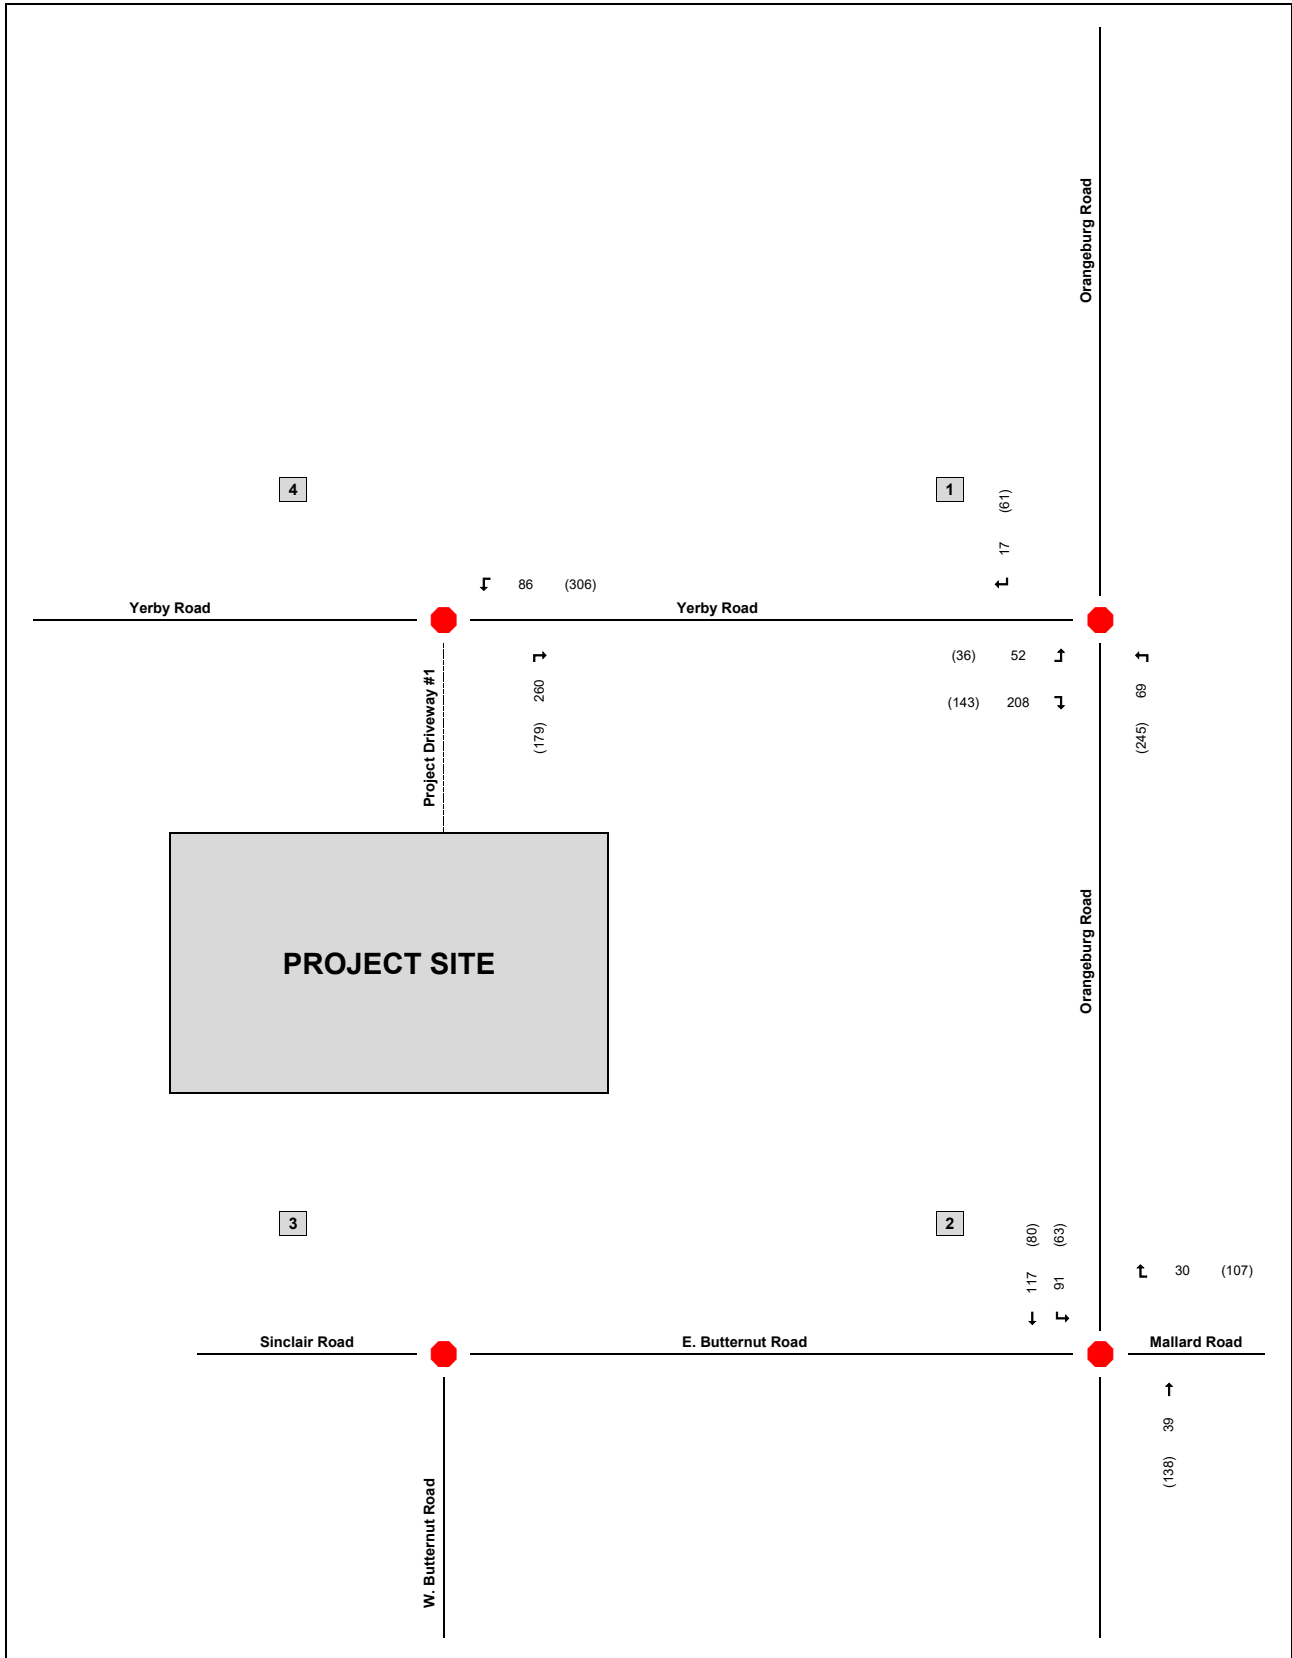 Orangeburg Road
4
1
(61)
17
86 (306)
Yerby Road
Yerby Road
(36) 52
(143) 208
260
(179)
69
(245)
Project Driveway #1
PROJECT SITE
Orangeburg Road
3
2
(80) (63)
117 91
30 (107)
Sinclair Road
E. Butternut Road
Mallard Road
39
(138)
W. Butternut Road